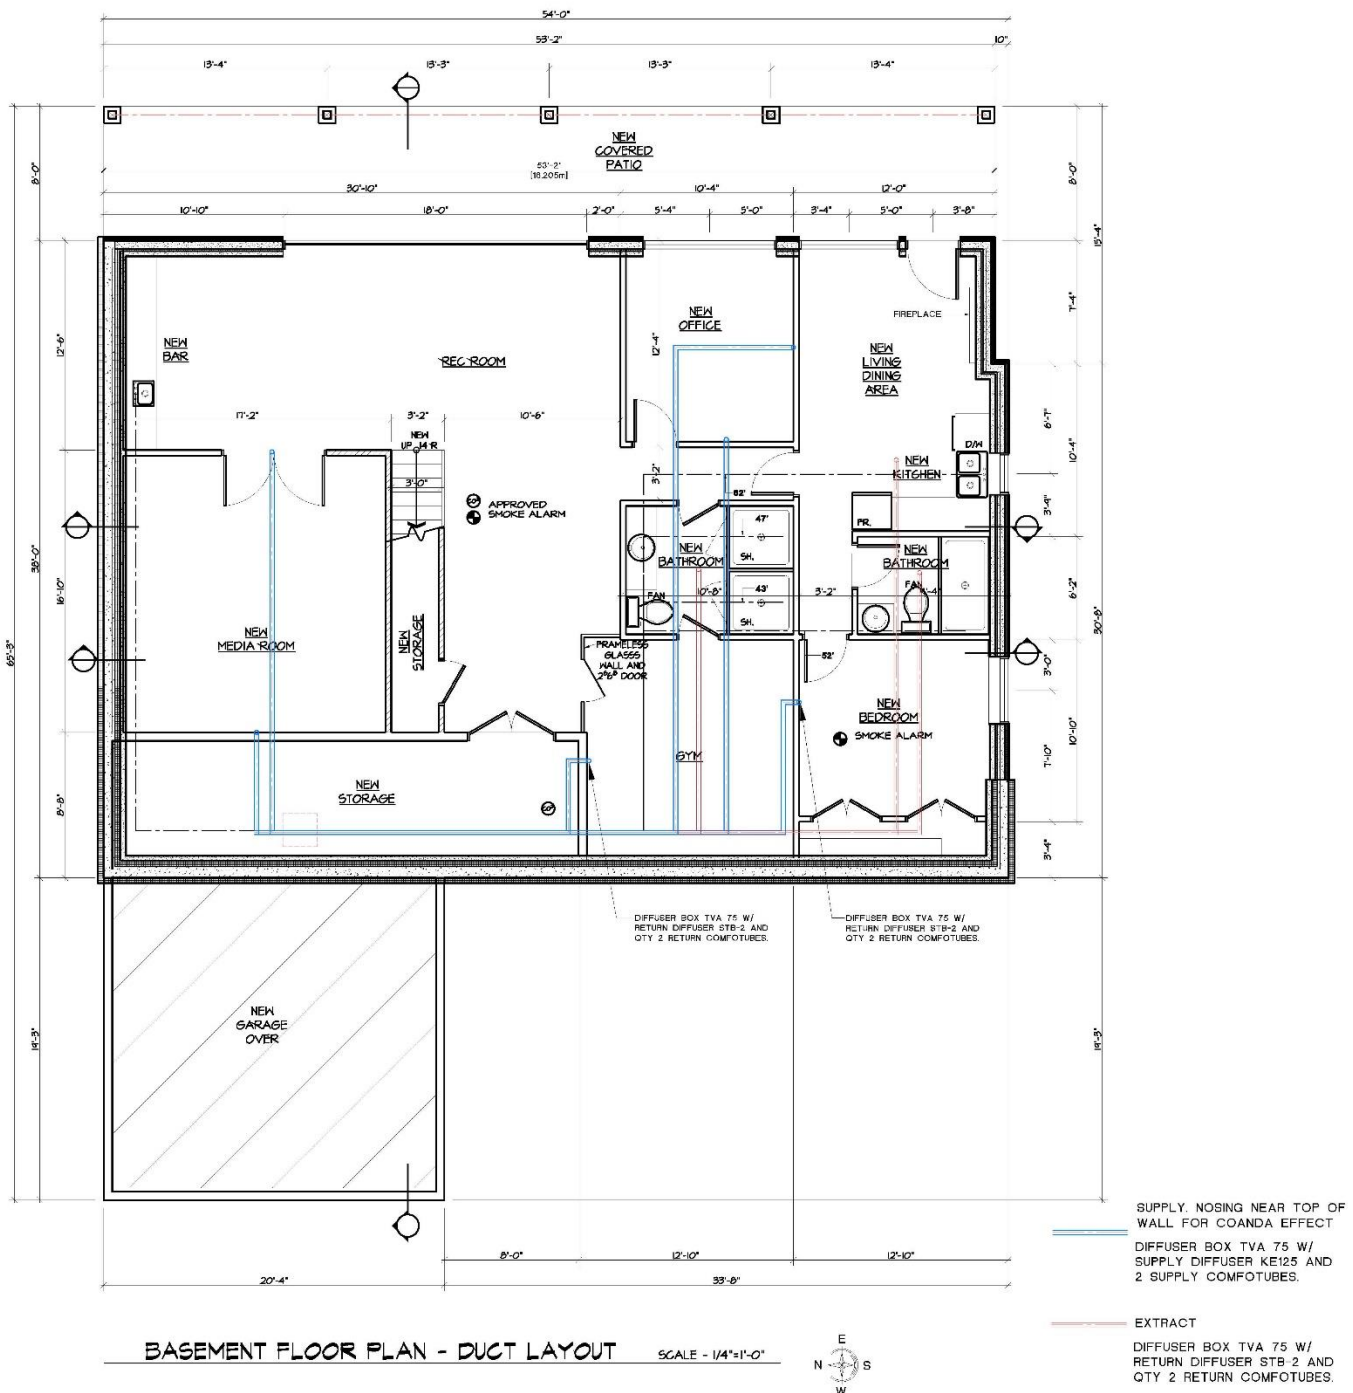 54'-0"
53'-2"
10"
13'-4"
13'-3"
13'-3"
13'-4"
NEW
COVERED
PATIO
53'-2"
[16.205m]
8'-0"
8'-0"
30'-10"
10'-4"
12'-0"
10'-10"
18'-0"
2'-0"
5'-4"
5'-0"
3'-4"
5'-0"
3'-8"
15'-4"
NEW
OFFICE
FIREPLACE
7'-4"
12'-6"
NEW
BAR
REC ROOM
12'-4"
NEW
LIVING
DINING
AREA
17'-2"
3'-2"
10'-6"
6'-7"
NEW
UP 14 R
D/W
10'-4"
3'-2"
NEW
KITCHEN
3'-0"
62'
APPROVED
SMOKE ALARM
3'-9"
47'
PR.
65'-3"
38'-0"
16'-10"
NEW
BATHROOM
SH.
NEW
BATHROOM
FAN
10'-8"
43'
3'-2"
FAN
6'-2"
30'-8"
SH.
NEW
MEDIA ROOM
NEW
STORAGE
FRAMELESS
GLASSS
WALL AND
2'6" DOOR
52'
3'-0"
NEW
BEDROOM
SMOKE ALARM
10'-10"
7'-10"
GYM
8'-8"
NEW
STORAGE
CO
3'-4"
DIFFUSER BOX TVA 75 W/
RETURN DIFFUSER STB-2 AND
QTY 2 RETURN COMFOTUBES.
DIFFUSER BOX TVA 75 W/
RETURN DIFFUSER STB-2 AND
QTY 2 RETURN COMFOTUBES.
NEW
GARAGE
OVER
19'-3"
19'-3"
SUPPLY. NOSING NEAR TOP OF
WALL FOR COANDA EFFECT
DIFFUSER BOX TVA 75 W/
SUPPLY DIFFUSER KE125 AND
2 SUPPLY COMFOTUBES.
8'-0"
12'-10"
12'-10"
20'-4"
33'-8"
EXTRACT
DIFFUSER BOX TVA 75 W/
RETURN DIFFUSER STB-2 AND
QTY 2 RETURN COMFOTUBES.
BASEMENT FLOOR PLAN - DUCT LAYOUT
SCALE - 1/4"=1'-0"
E
N
S
W